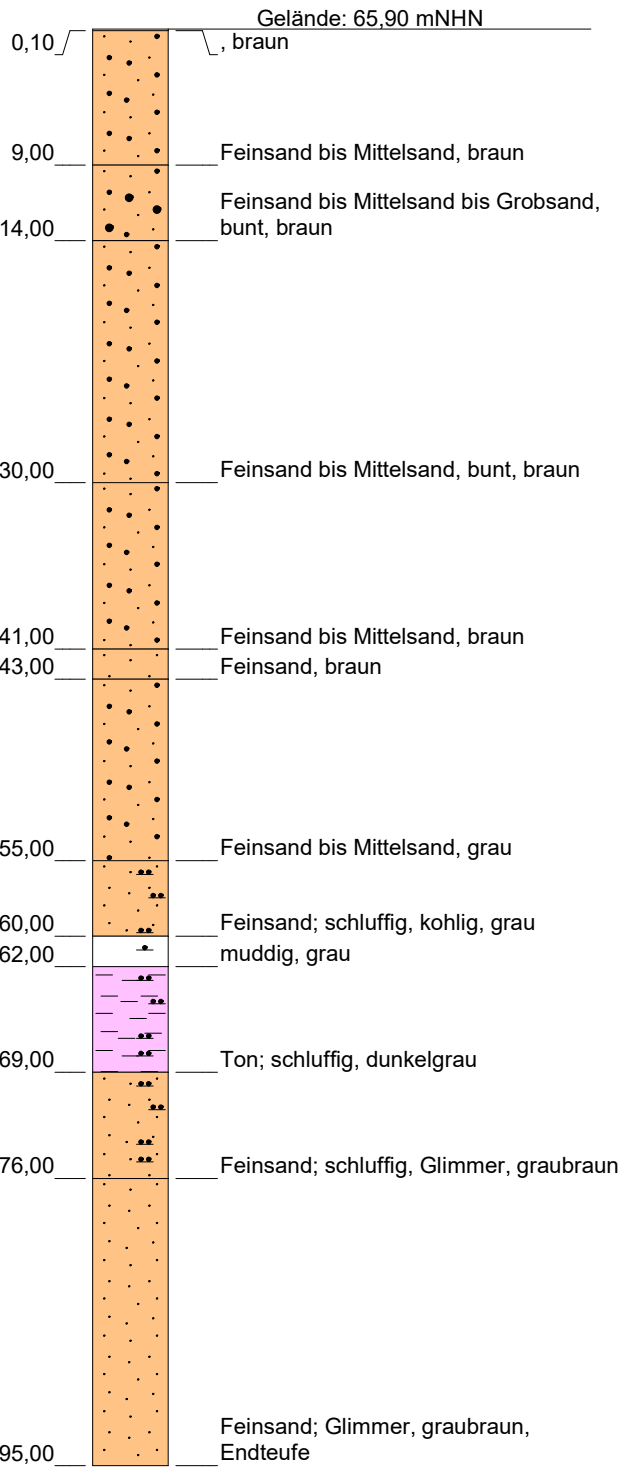 Gelände: 65,90 mNHN
0,10 , braun
9,00 Feinsand bis Mittelsand, braun
Feinsand bis Mittelsand bis Grobsand,
14,00 bunt, braun
30,00 Feinsand bis Mittelsand, bunt, braun
41,00 Feinsand bis Mittelsand, braun
43,00 Feinsand, braun
55,00 Feinsand bis Mittelsand, grau
60,00 Feinsand; schluffig, kohlig, grau
62,00 muddig, grau
69,00 Ton; schluffig, dunkelgrau
76,00 Feinsand; schluffig, Glimmer, graubraun
Feinsand; Glimmer, graubraun,
95,00 Endteufe